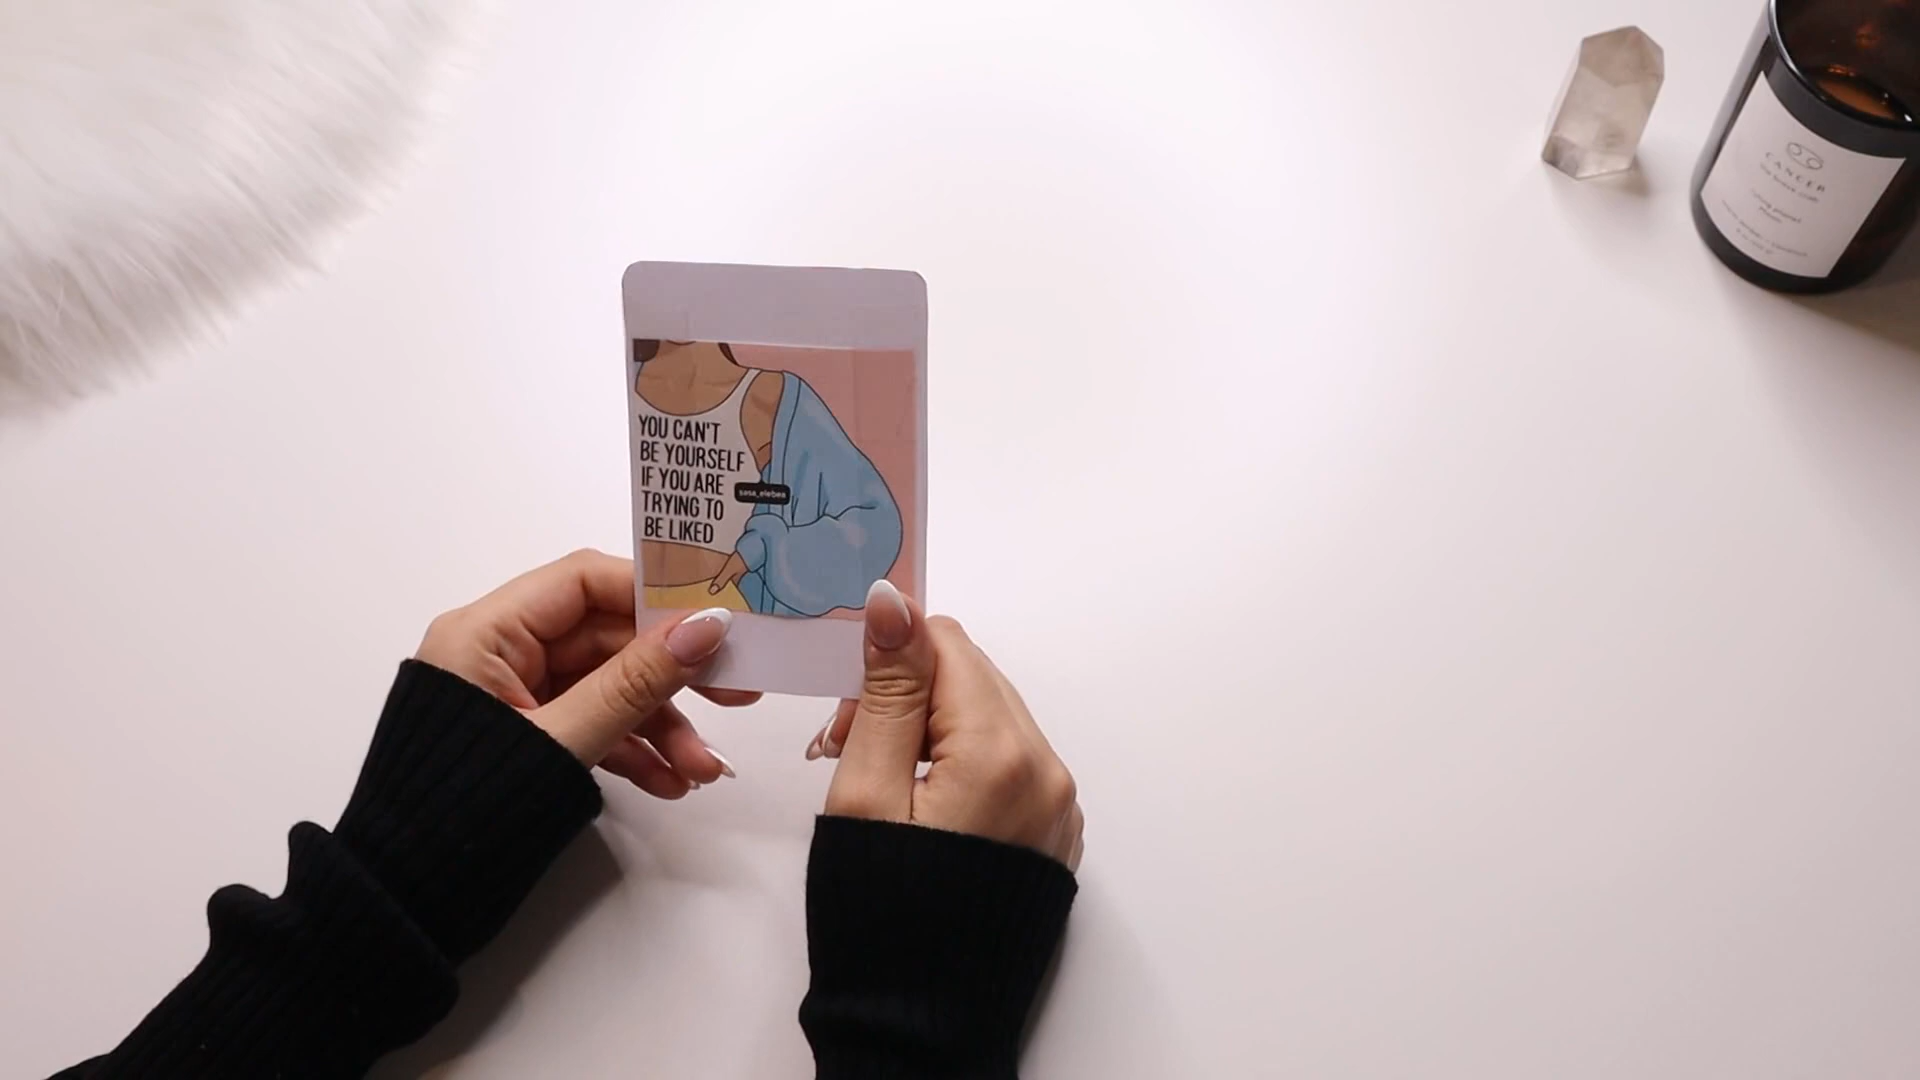 YOU CAN'T
BE YOURSELF
IF YOU ARE
TRYING TO
BE LIKED
sasa_elebea
CANCER